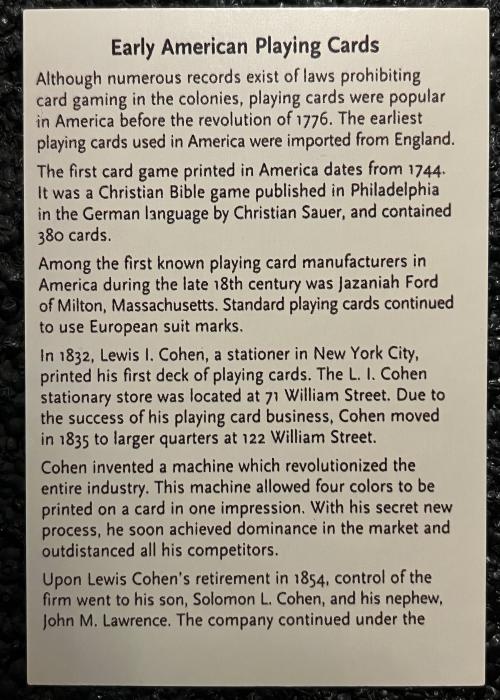 Early American Playing Cards
Although numerous records exist of laws prohibiting
card gaming in the colonies, playing cards were popular
in America before the revolution of 1776. The earliest
playing cards used in America were imported from England.
The first card game printed in America dates from 1744.
It was a Christian Bible game published in Philadelphia
in the German language by Christian Sauer, and contained
380 cards.
Among the first known playing card manufacturers in
America during the late 18th century was Jazaniah Ford
of Milton, Massachusetts. Standard playing cards continued
to use European suit marks.
In 1832, Lewis I. Cohen, a stationer in New York City,
printed his first deck of playing cards. The L. I. Cohen
stationary store was located at 71 William Street. Due to
the success of his playing card business, Cohen moved
in 1835 to larger quarters at 122 William Street.
Cohen invented a machine which revolutionized the
entire industry. This machine allowed four colors to be
printed on a card in one impression. With his secret new
process, he soon achieved dominance in the market and
outdistanced all his competitors.
Upon Lewis Cohen's retirement in 1854, control of the
firm went to his son, Solomon L. Cohen, and his nephew,
John M. Lawrence. The company continued under the